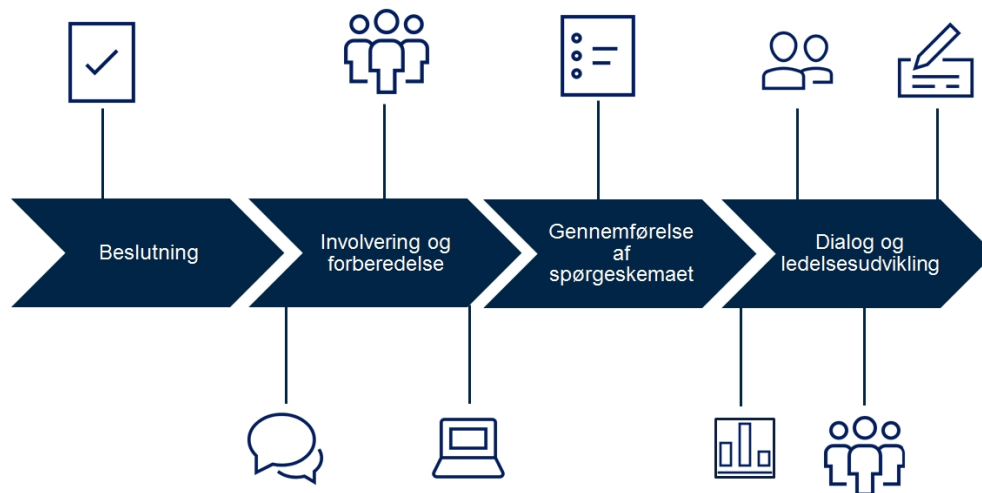 Beslutning
Involvering og
forberedelse
Gennemførelse
af
spørgeskemaet
Dialog og
ledelsesudvikling